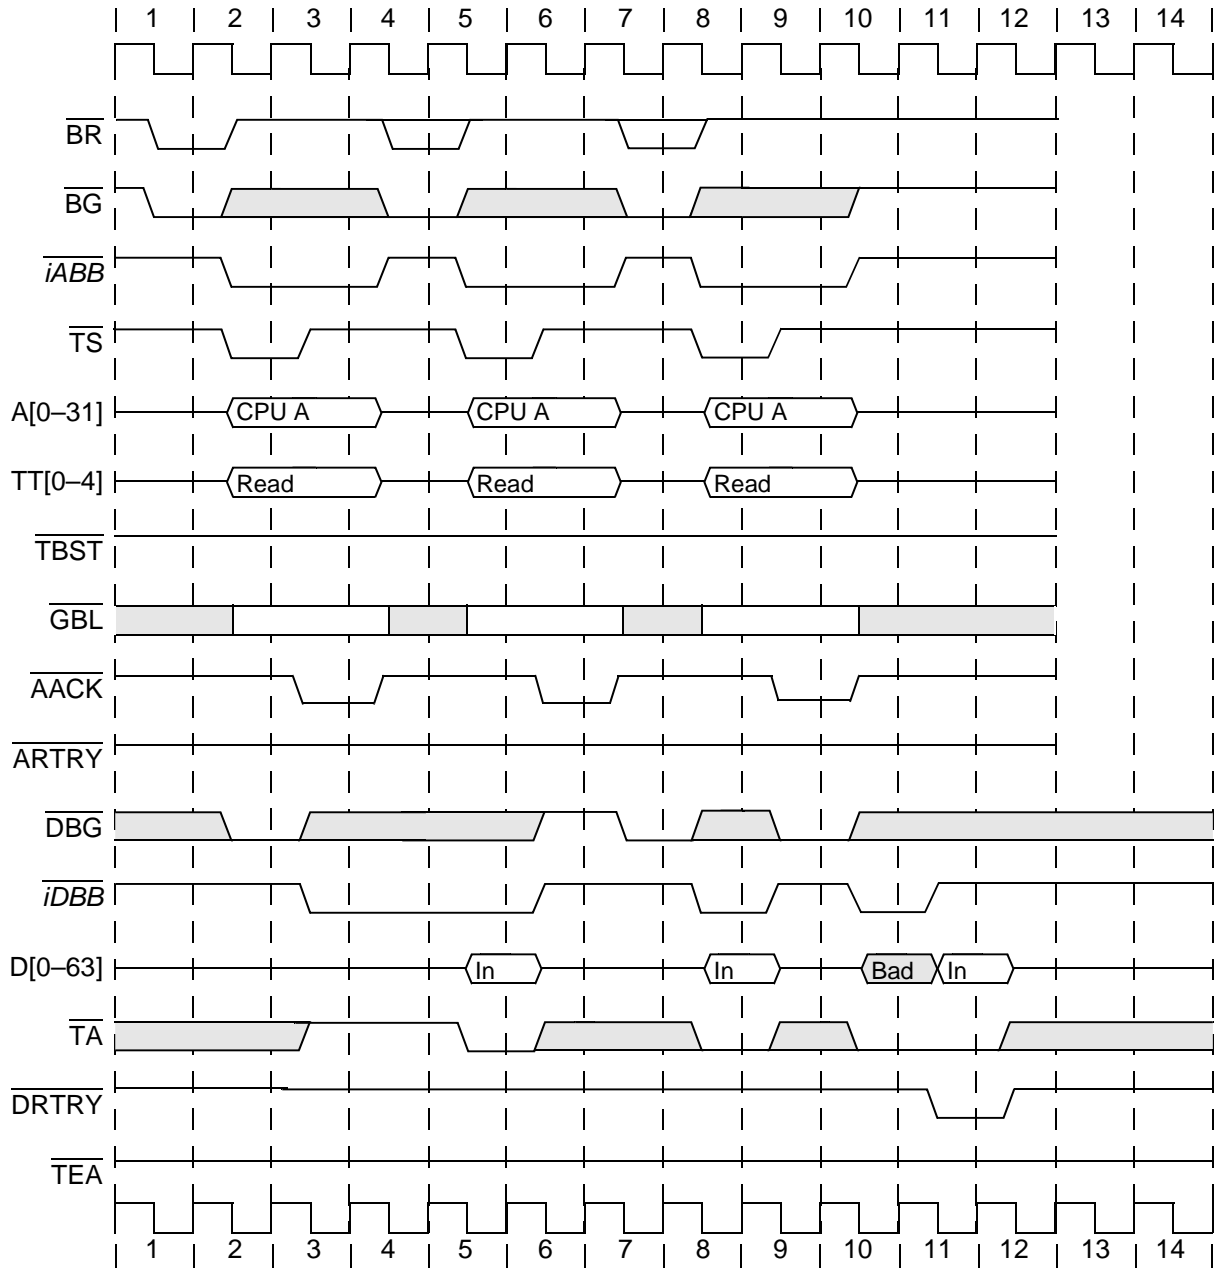 1 2 3 4 5 6 7 8 9 10 11 12 13 14
BR
BG
iABB
TS
A[0–31] CPU A CPU A CPU A
TT[0–4] Read Read Read
TBST
GBL
AACK
ARTRY
DBG
iDBB
D[0–63] In In Bad In
TA
DRTRY
TEA
1 2 3 4 5 6 7 8 9 10 11 12 13 14